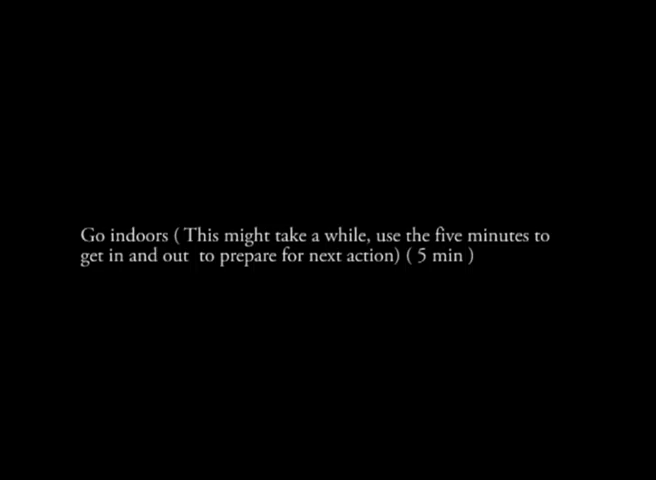 Go indoors ( This might take a while, use the five minutes to
get in and out  to prepare for next action) ( 5 min )